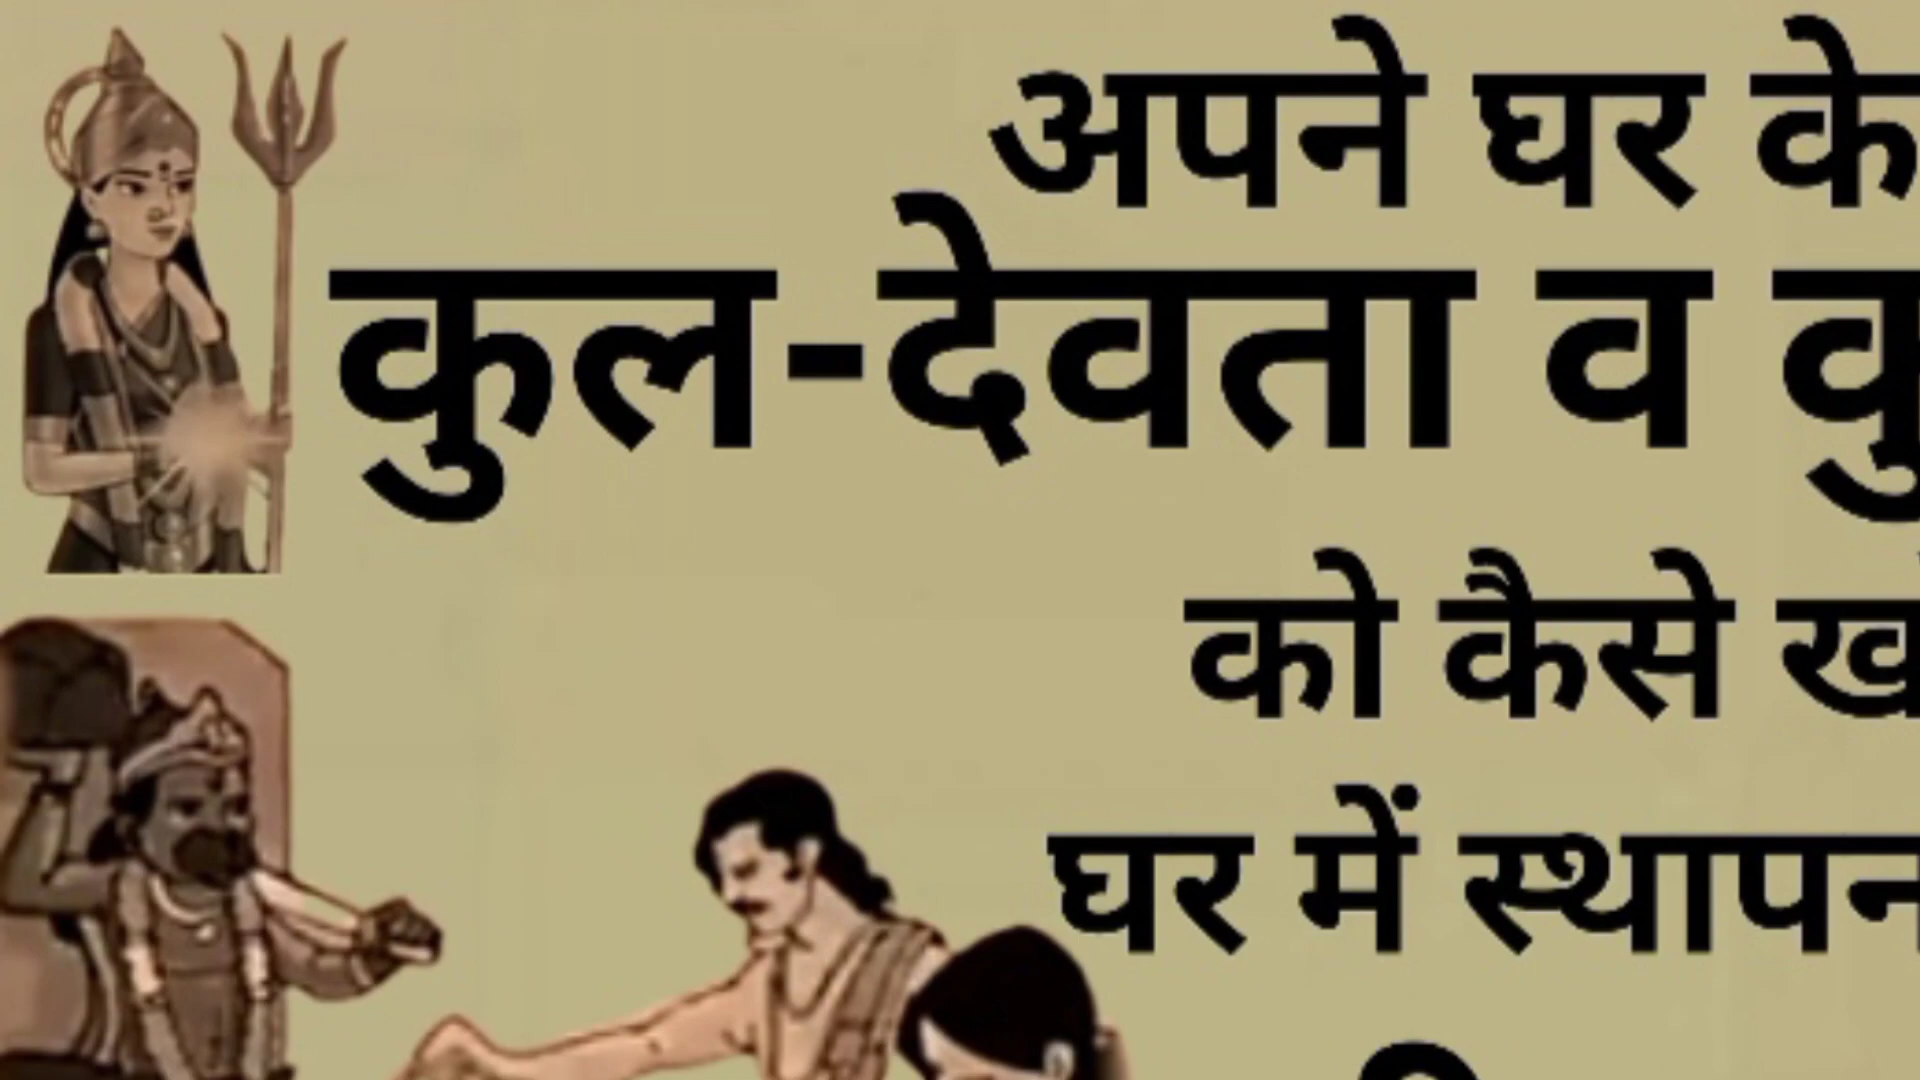 अपने घर के
कुल-देवता व
को कैसे
घर में